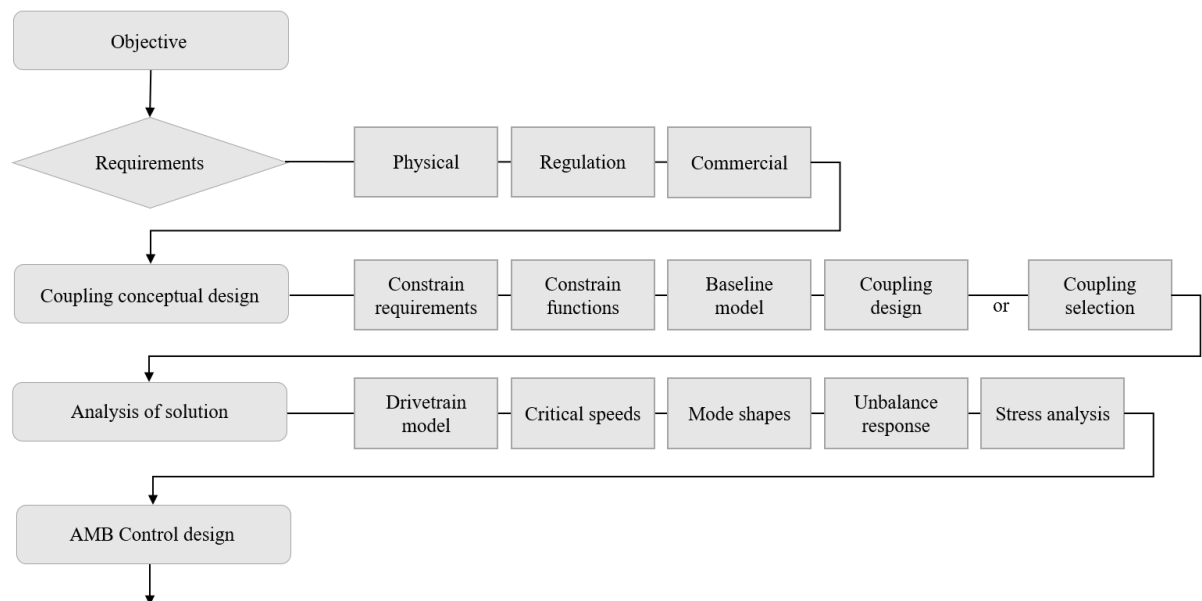 Objective
Requirements
Physical
Regulation
Commercial
Coupling conceptual design
Constrain
requirements
Constrain
functions
Baseline
model
Coupling
design
or
Coupling
selection
Analysis of solution
Drivetrain
model
Critical speeds
Mode shapes
Unbalance
response
Stress analysis
AMB Control design